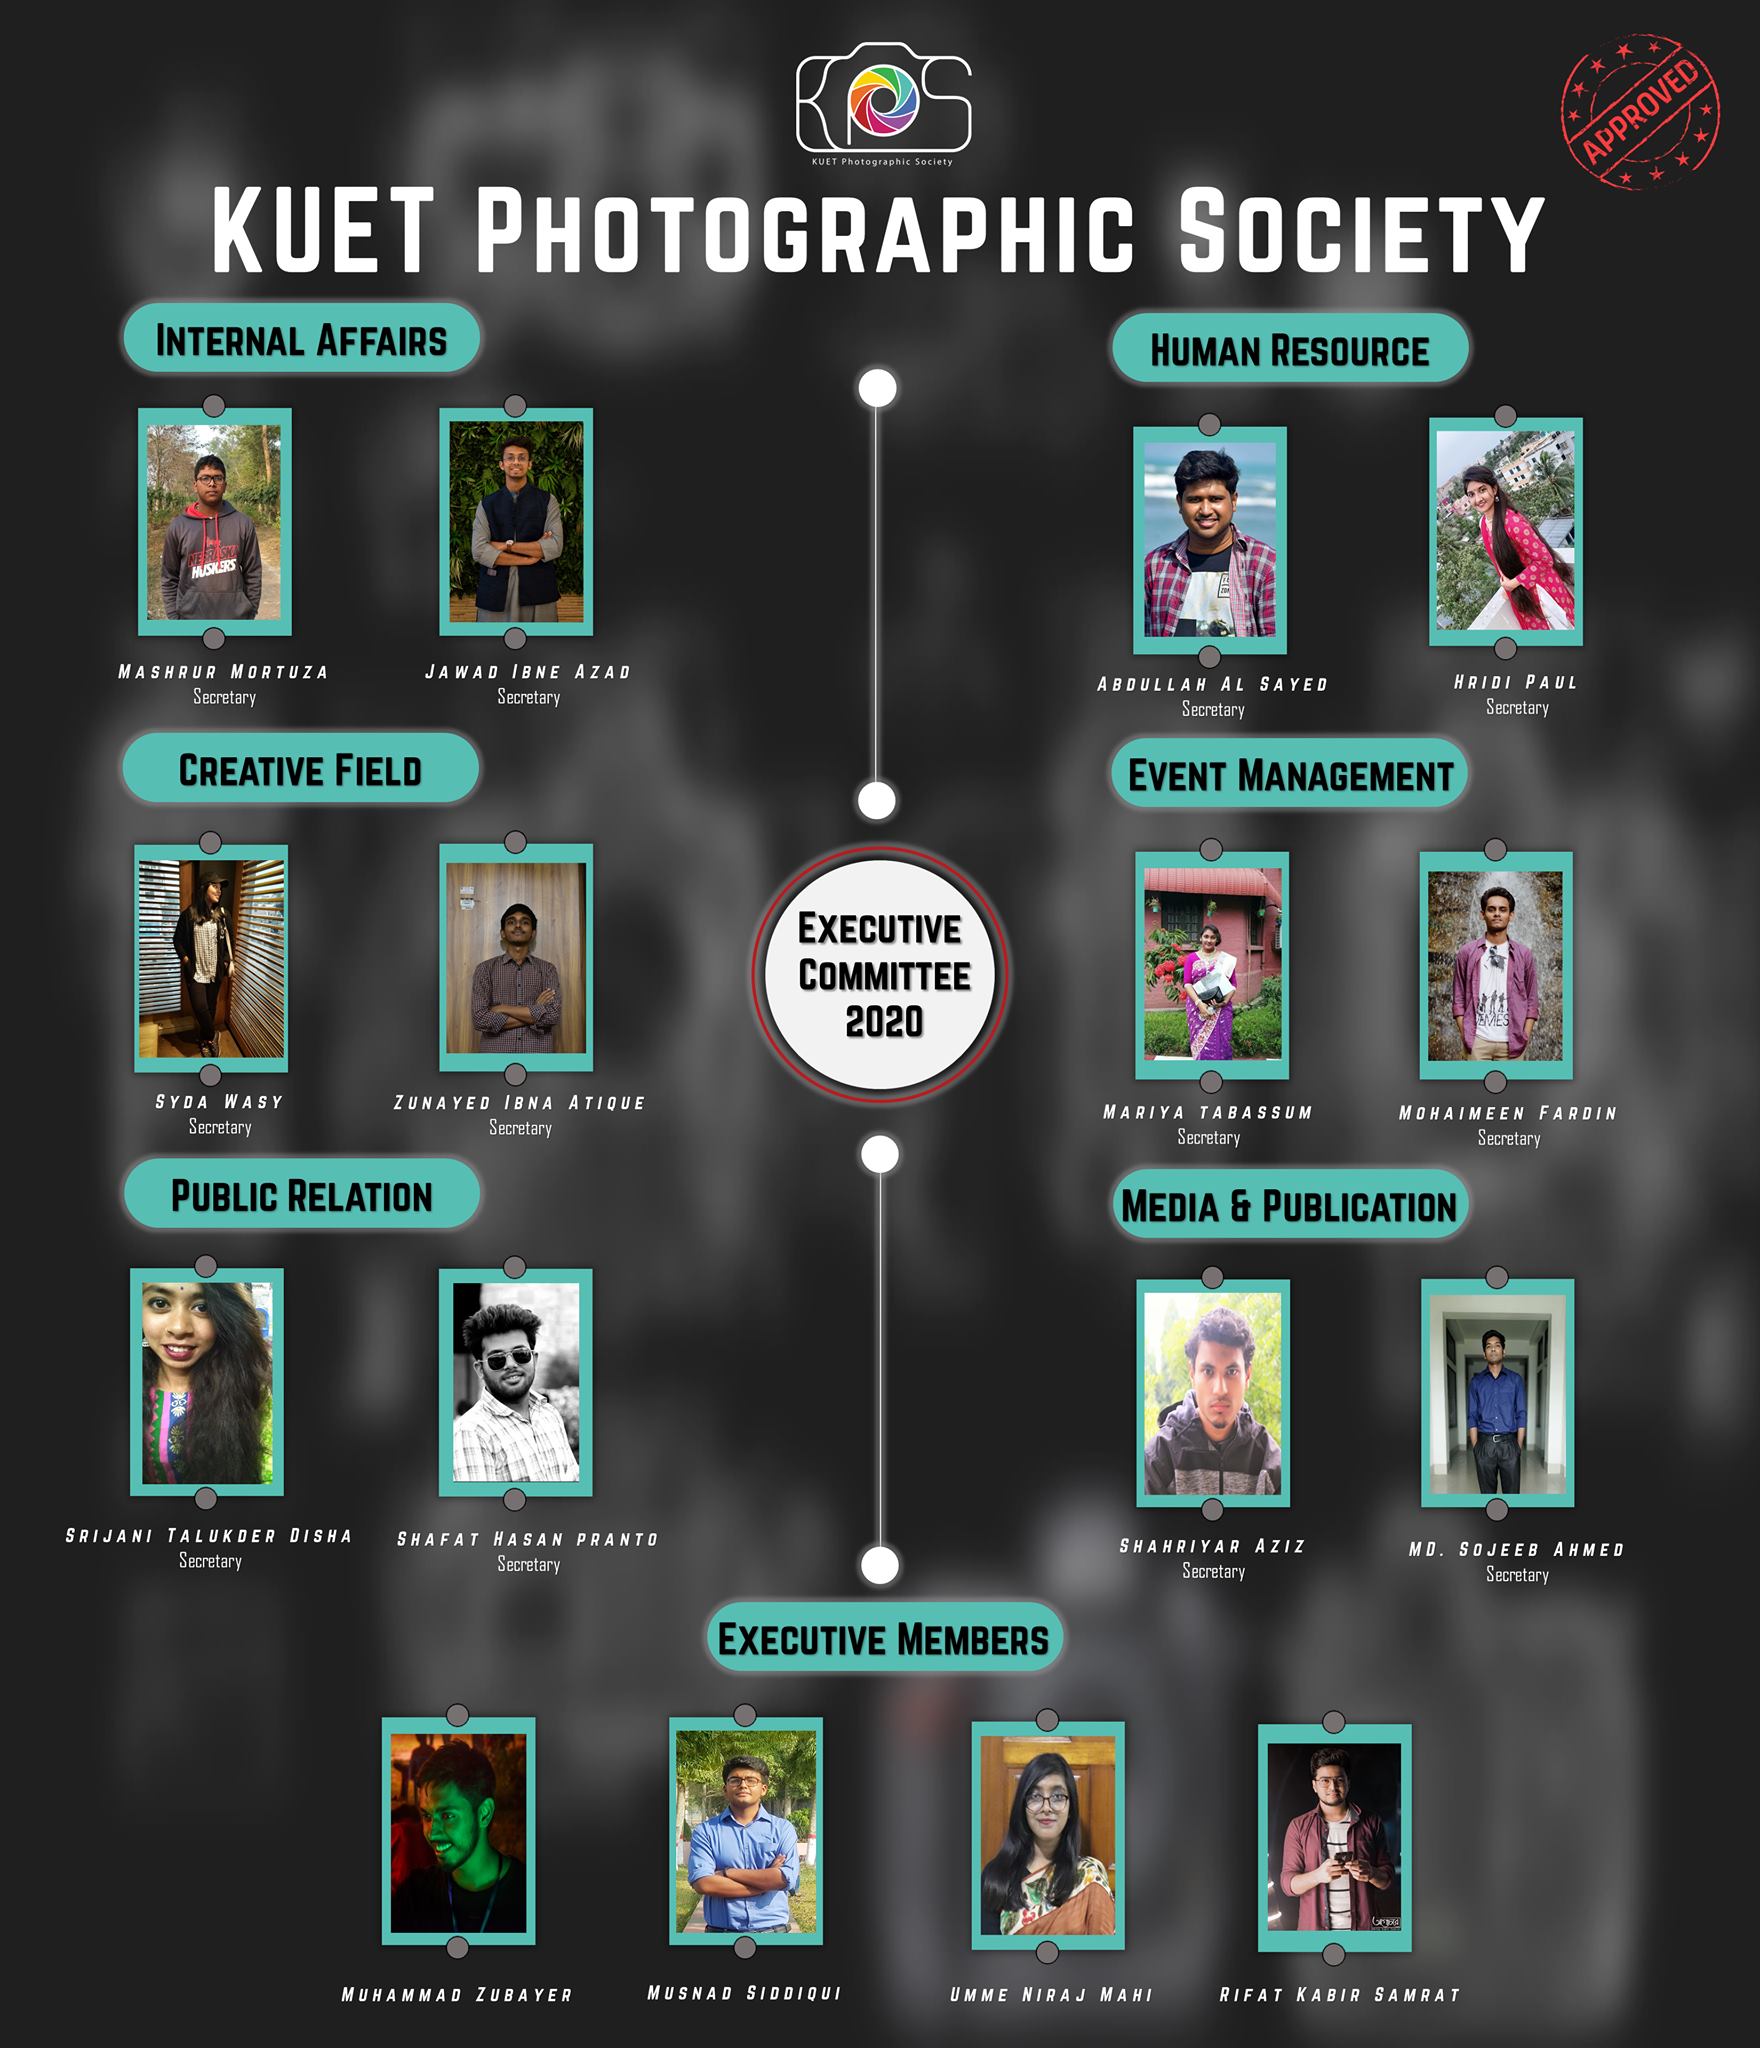 KPS
KUET Photographic Society
APPROVED
KUET PHOTOGRAPHIC SOCIETY
INTERNAL AFFAIRS
HUMAN RESOURCE
NEBRASKA
HUSKERS
MASHRUR MORTUZA
Secretary
JAWAD IBNE AZAD
Secretary
ABDULLAH AL SAYED
Secretary
HRIDI PAUL
Secretary
CREATIVE FIELD
EVENT MANAGEMENT
EXECUTIVE
COMMITTEE
2020
SYDA WASY
Secretary
ZUNAYED IBNA ATIQUE
Secretary
MARIYA TABASSUM
Secretary
MOHAIMEEN FARDIN
Secretary
PUBLIC RELATION
MEDIA & PUBLICATION
SRIJANI TALUKDER DISHA
Secretary
SHAFAT HASAN PRANTO
Secretary
SHAHRIYAR AZIZ
Secretary
MD. SOJEEB AHMED
Secretary
EXECUTIVE MEMBERS
MUHAMMAD ZUBAYER
MUSNAD SIDDIQUI
UMME NIRAJ MAHI
RIFAT KABIR SAMRAT